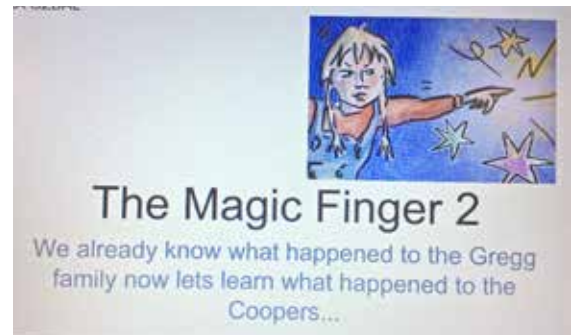 The Magic Finger 2
We already know what happened to the Gregg
family now lets learn what happened to the
Coopers...